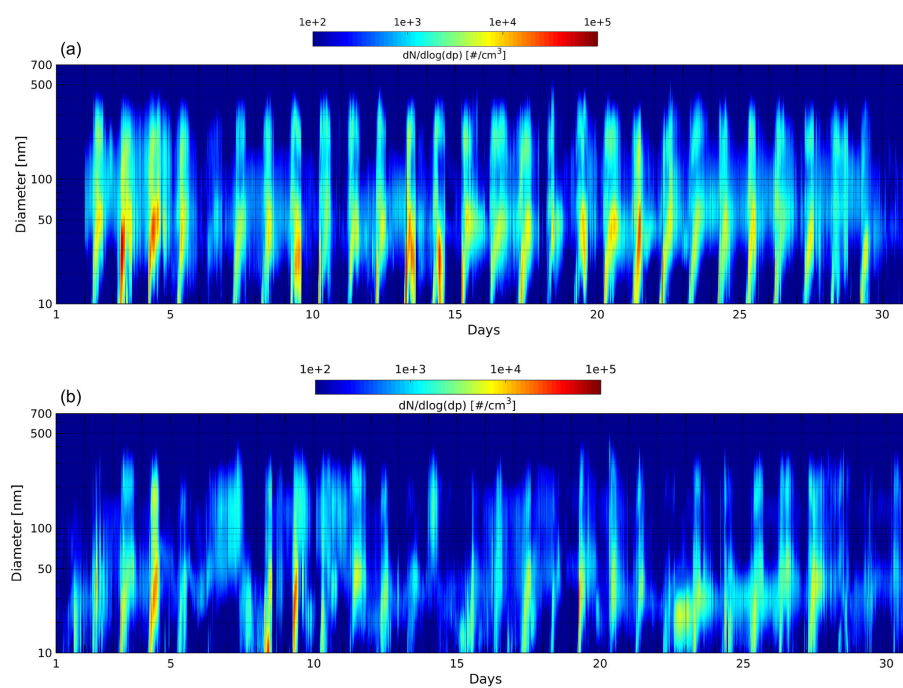 1e+2 1e+3 1e+4 1e+5
(a)
dN/dlog(dp) [#/cm³]
700
500
100
50
10
Diameter [nm]
1 5 10 15 20 25 30
Days
1e+2 1e+3 1e+4 1e+5
(b)
dN/dlog(dp) [#/cm³]
700
500
100
50
10
Diameter [nm]
1 5 10 15 20 25 30
Days